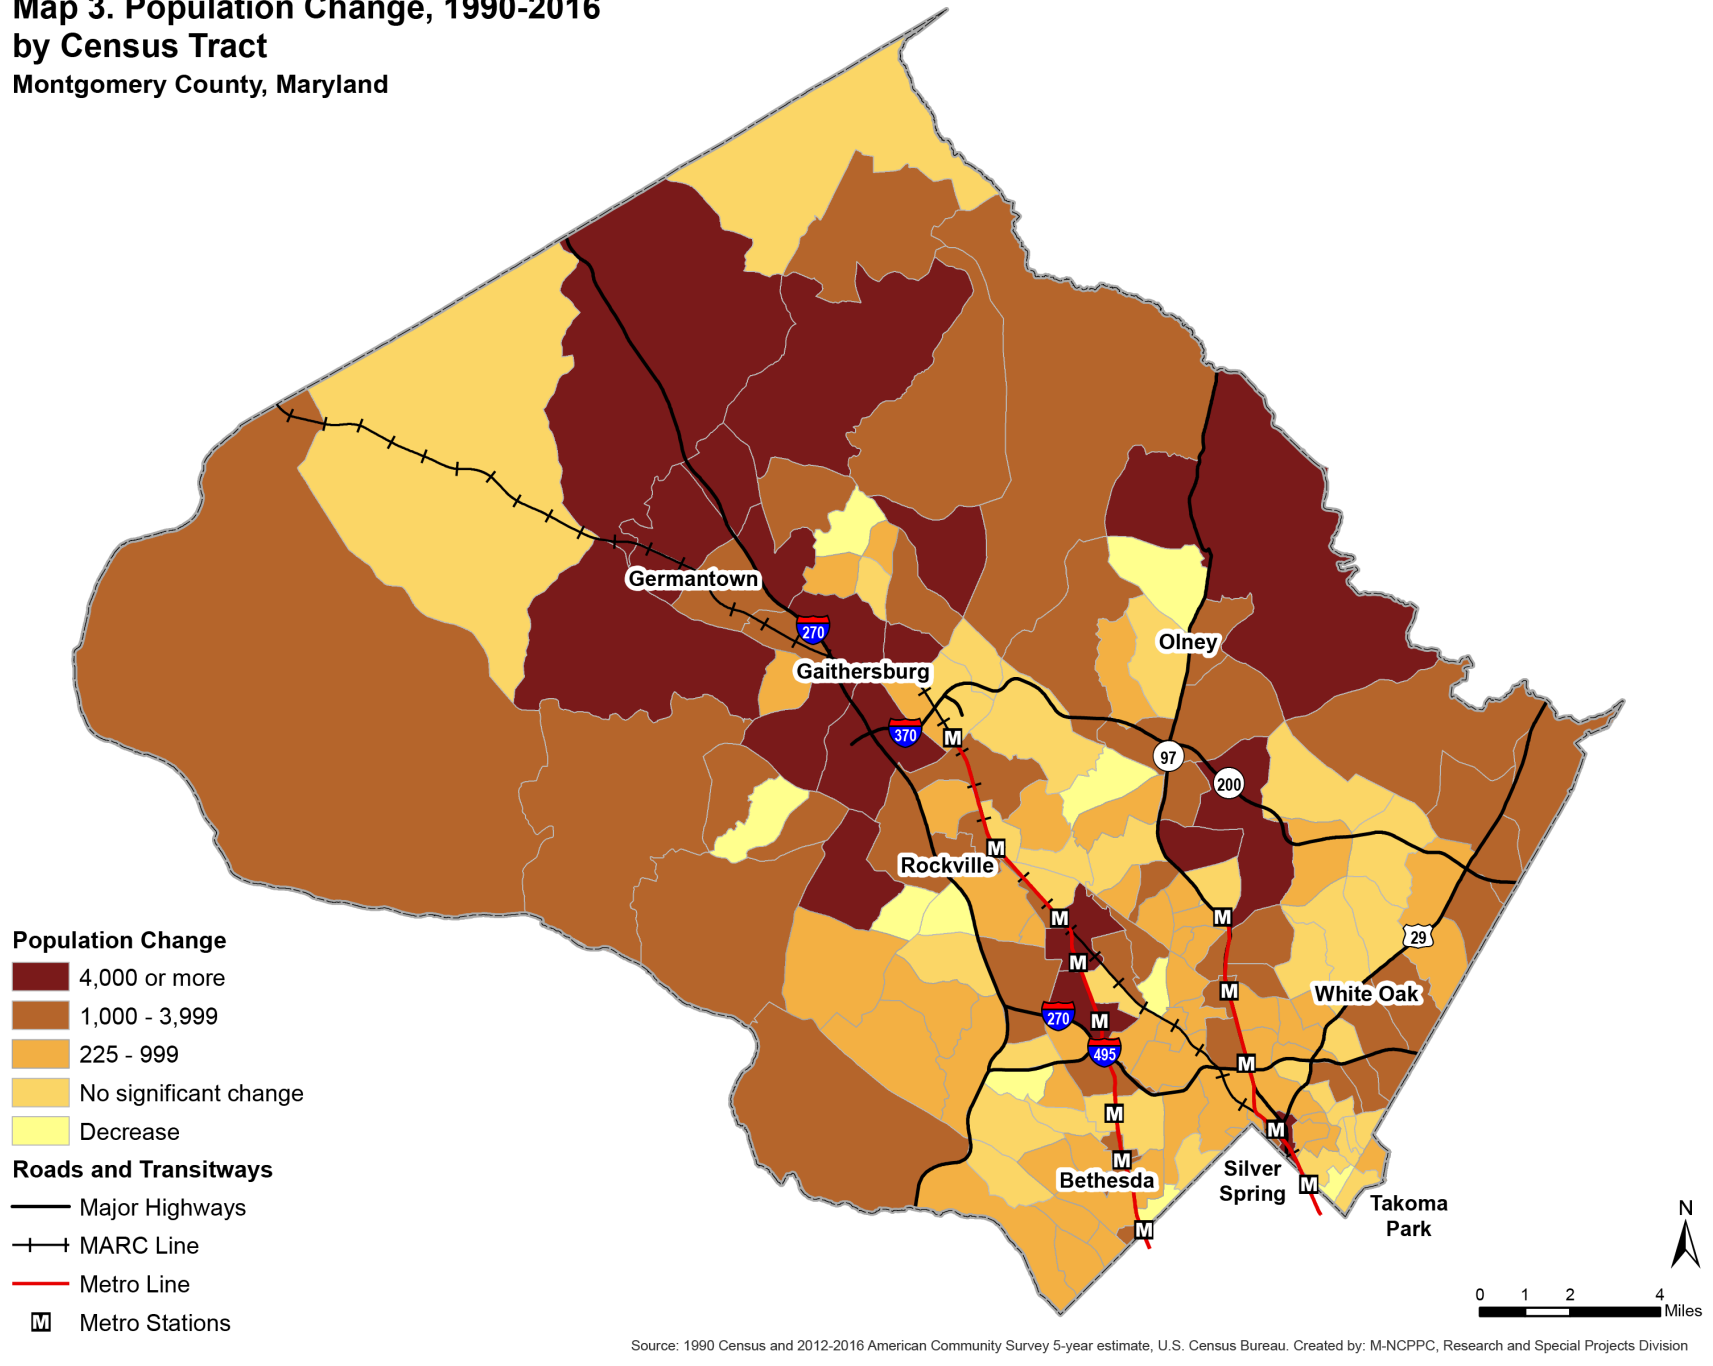 Map 3. Population Change, 1990-2016
by Census Tract
Montgomery County, Maryland
Germantown
270
Gaithersburg
Olney
370
M
97
200
M
Rockville
M
M
29
M
White Oak
M
270
M
495
M
M
M
M
Bethesda
Silver
Spring
M
Takoma
Park
M
Population Change
4,000 or more
1,000 - 3,999
225 - 999
No significant change
Decrease
Roads and Transitways
Major Highways
MARC Line
Metro Line
M Metro Stations
N
0 1 2 4
Miles
Source: 1990 Census and 2012-2016 American Community Survey 5-year estimate, U.S. Census Bureau. Created by: M-NCPPC, Research and Special Projects Division